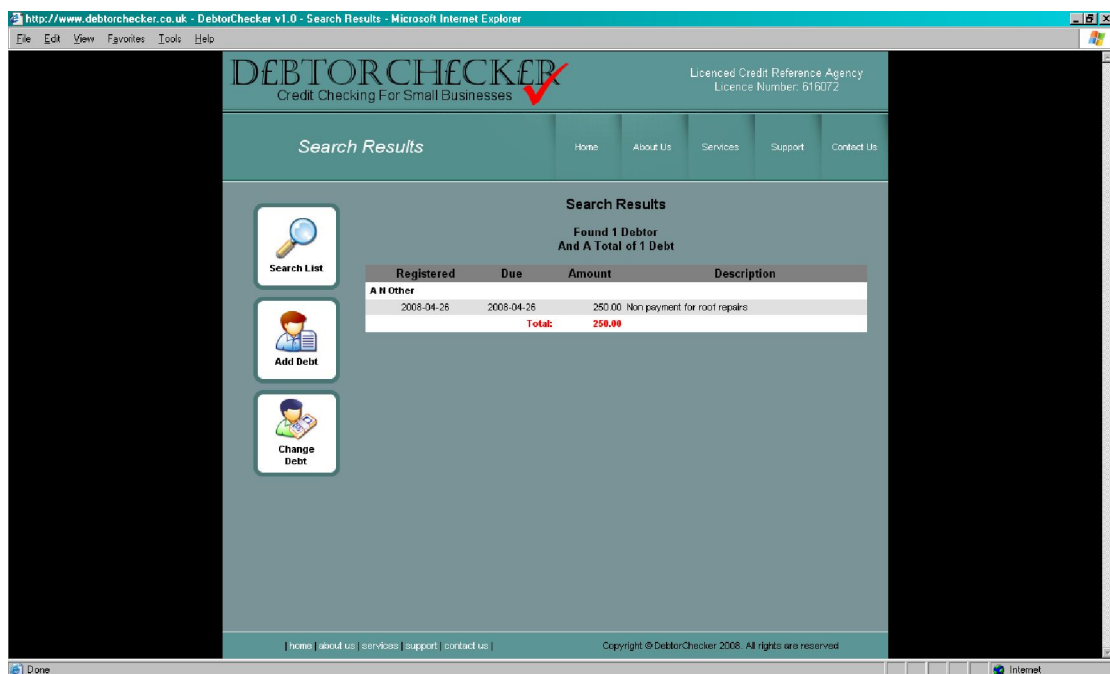 http://www.debtorchecker.co.uk - DebtorChecker v1.0 - Search Results - Microsoft Internet Explorer
File Edit View Favorites Tools Help
D£BTOR CH£CK£R
Credit Checking For Small Businesses
Licenced Credit Reference Agency
Licence Number: 616072
Search Results
Home About Us Services Support Contact Us
Search Results
Found 1 Debtor
And A Total of 1 Debt
Search List
Registered Due Amount Description
A N Other
2008-04-26 2008-04-26 250.00 Non payment for roof repairs
Total: 250.00
Add Debt
Change
Debt
| home | about us | services | support | contact us |
Copyright © DebtorChecker 2008. All rights are reserved
Done
Internet